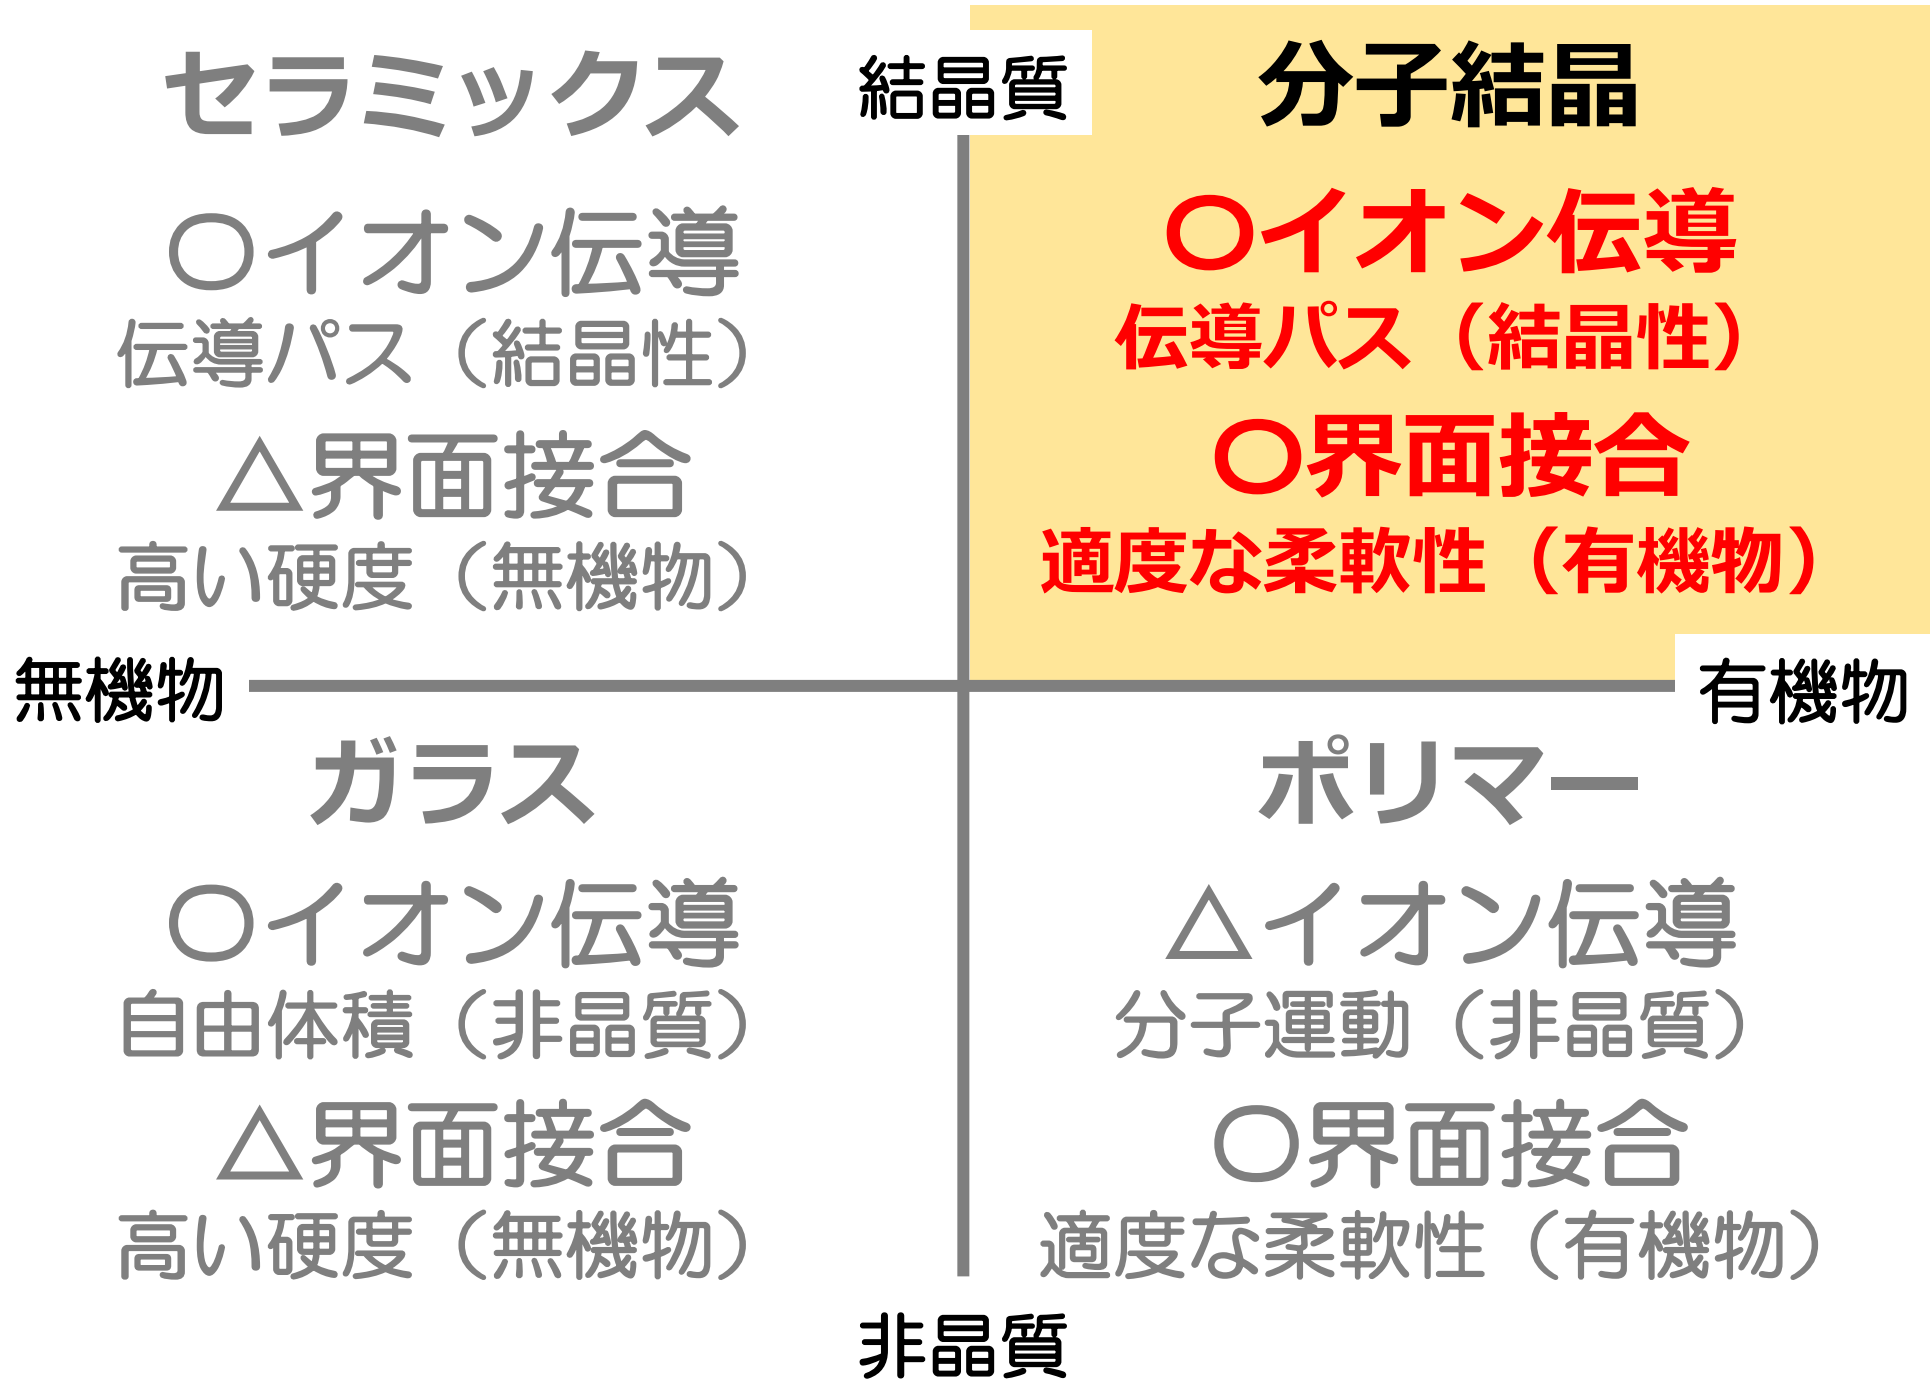 結晶質
セラミックス
〇イオン伝導
伝導パス（結晶性）
△界面接合
高い硬度（無機物）
分子結晶
〇イオン伝導
伝導パス（結晶性）
〇界面接合
適度な柔軟性（有機物）
無機物
有機物
ガラス
〇イオン伝導
自由体積（非晶質）
△界面接合
高い硬度（無機物）
ポリマー
△イオン伝導
分子運動（非晶質）
〇界面接合
適度な柔軟性（有機物）
非晶質